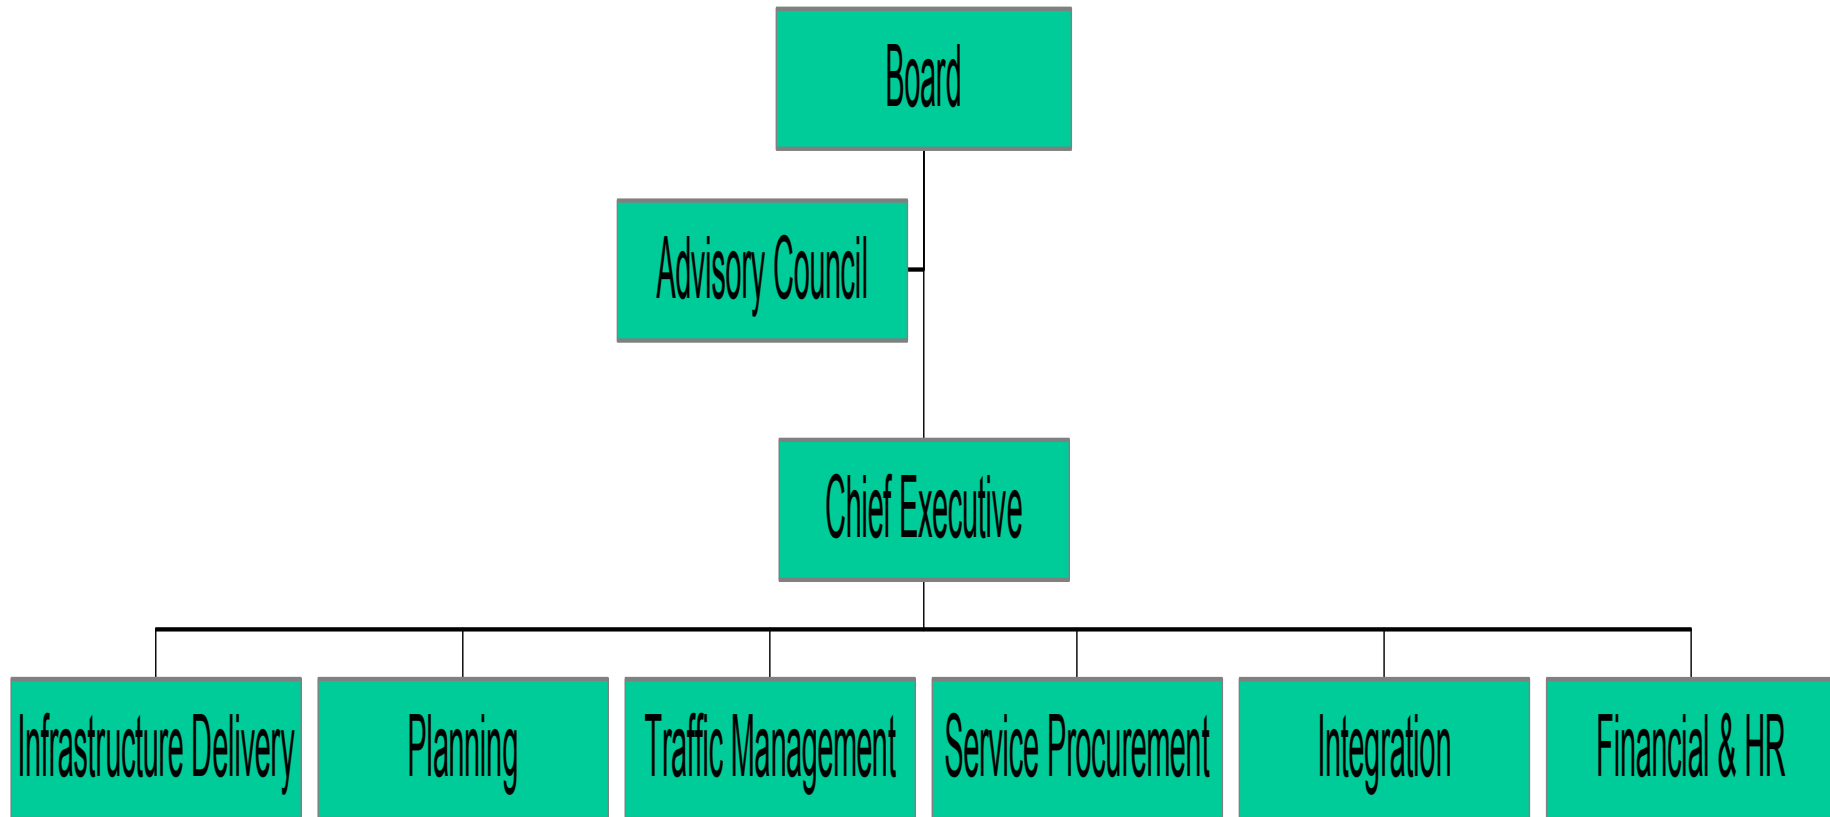 Board
Advisory Council
Chief Executive
Infrastructure Delivery
Planning
Traffic Management
Service Procurement
Integration
Financial & HR